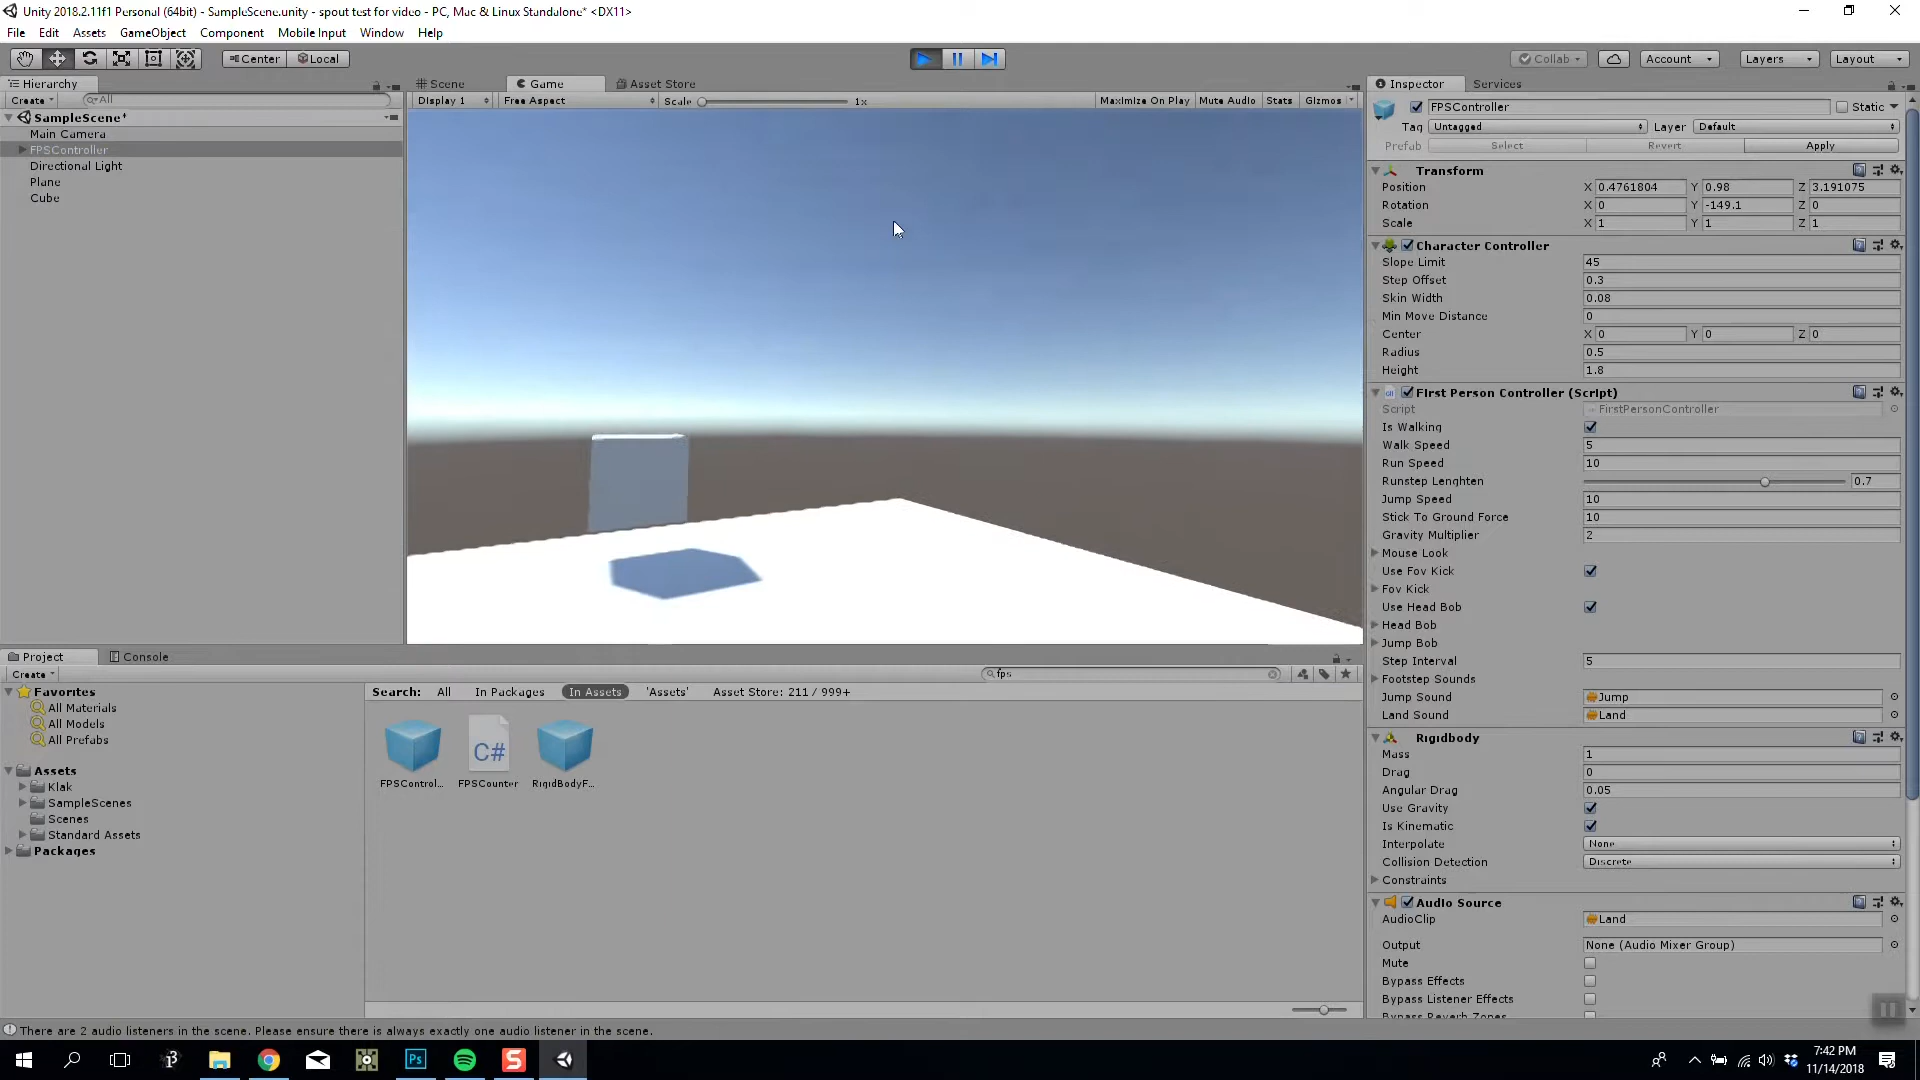 Unity 2018.2.11f1 Personal (64bit) - SampleScene.unity - spout test for video - PC, Mac & Linux Standalone* <DX11>
File Edit Assets GameObject Component Mobile Input Window Help
Center Local Collab Account Layers Layout
Hierarchy
Create All
SampleScene*
Main Camera
FPSController
Directional Light
Plane
Cube
Scene Game Asset Store
Display 1 Free Aspect Scale 1x Maximize On Play Mute Audio Stats Gizmos
Inspector Services
FPSController Static
Tag Untagged Layer Default
Prefab Select Revert Apply
Transform
Position X 0.4761804 Y 0.98 Z 3.191075
Rotation X 0 Y -149.1 Z 0
Scale X 1 Y 1 Z 1
Character Controller
Slope Limit 45
Step Offset 0.3
Skin Width 0.08
Min Move Distance 0
Center X 0 Y 0 Z 0
Radius 0.5
Height 1.8
First Person Controller (Script)
Script FirstPersonController
Is Walking
Walk Speed 5
Run Speed 10
Runstep Lenghten 0.7
Jump Speed 10
Stick To Ground Force 10
Gravity Multiplier 2
Mouse Look
Use Fov Kick
Fov Kick
Use Head Bob
Head Bob
Jump Bob
Step Interval 5
Footstep Sounds
Jump Sound Jump
Land Sound Land
Rigidbody
Mass 1
Drag 0
Angular Drag 0.05
Use Gravity
Is Kinematic
Interpolate None
Collision Detection Discrete
Constraints
Audio Source
AudioClip Land
Output None (Audio Mixer Group)
Mute
Bypass Effects
Bypass Listener Effects
Bypass Reverb Zones
Project Console
Create fps
Favorites
All Materials
All Models
All Prefabs
Assets
Klak
SampleScenes
Scenes
Standard Assets
Packages
Search: All In Packages In Assets 'Assets' Asset Store: 211 / 999+
C#
FPSControl... FPSCounter RigidBodyF...
There are 2 audio listeners in the scene. Please ensure there is always exactly one audio listener in the scene.
Ps
7:42 PM
11/14/2018